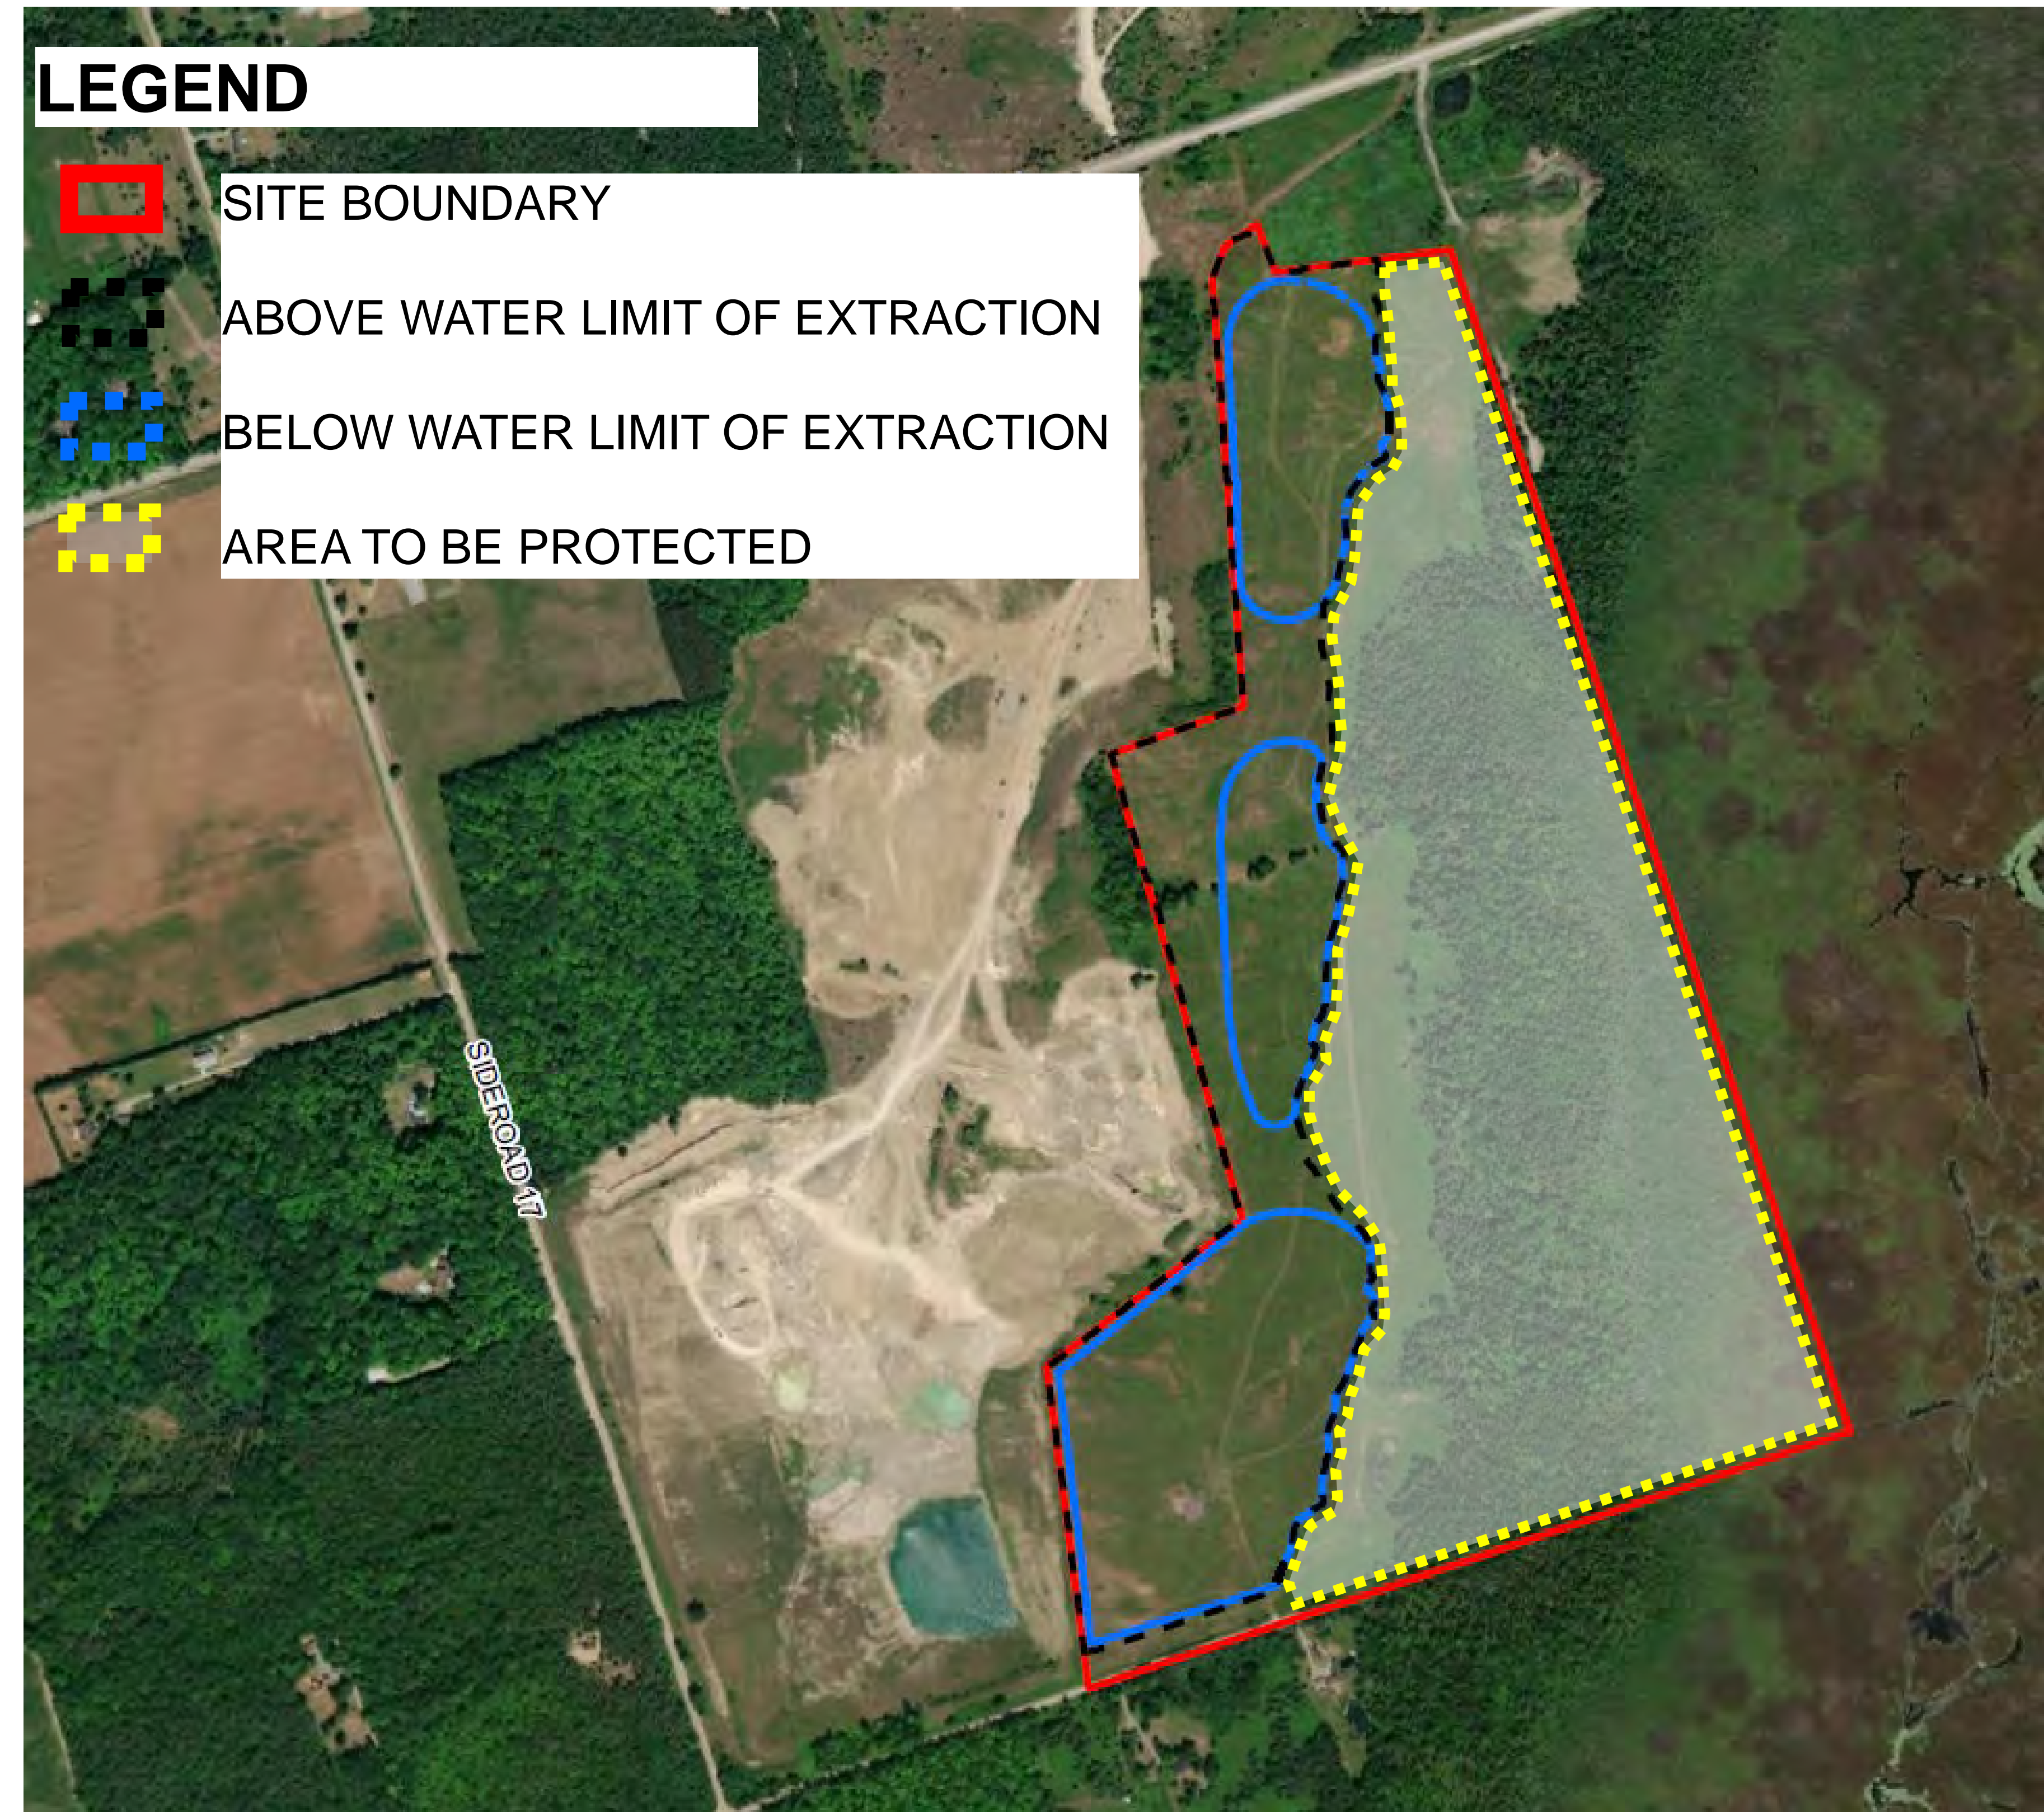 LEGEND
SITE BOUNDARY
ABOVE WATER LIMIT OF EXTRACTION
BELOW WATER LIMIT OF EXTRACTION
AREA TO BE PROTECTED
SIDEROAD 17